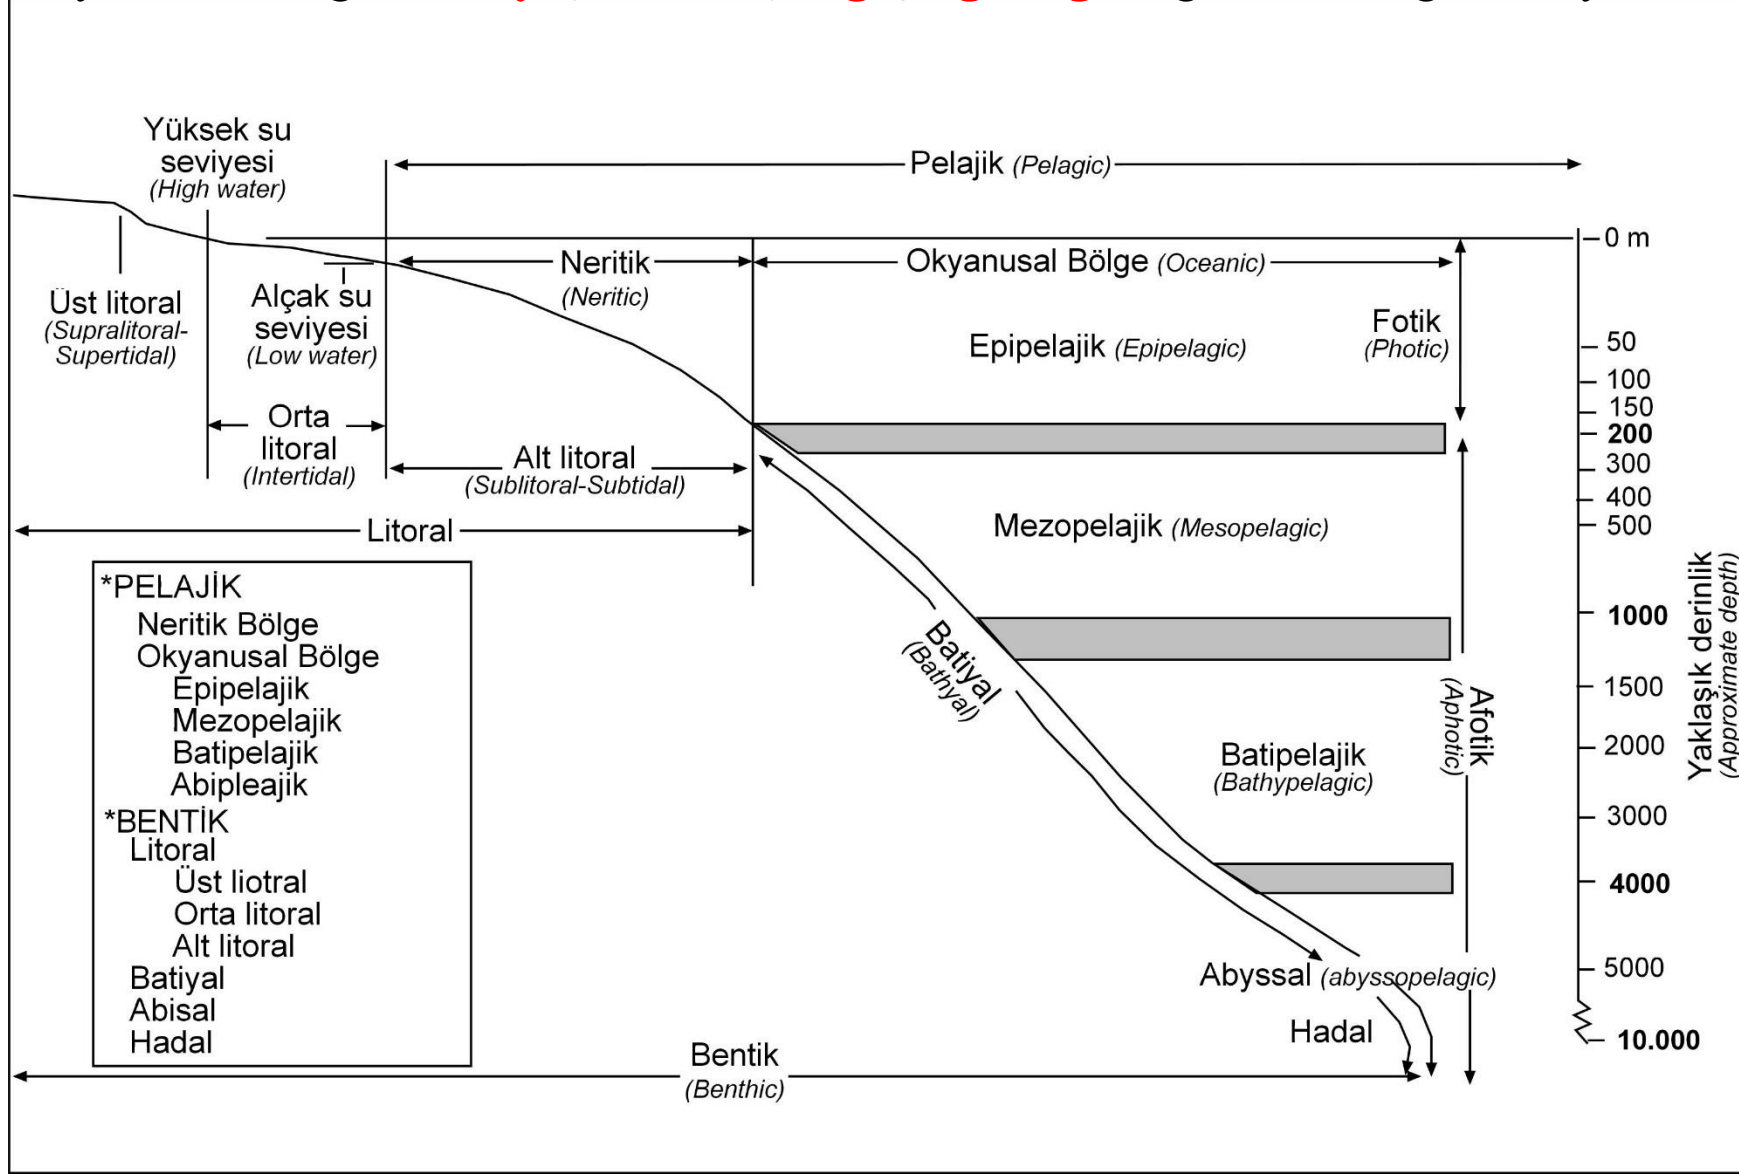 Yüksek su
seviyesi
(High water)
Pelajik (Pelagic)
0 m
Neritik
(Neritic)
Okyanusal Bölge (Oceanic)
Üst litoral
(Supralitoral-
Supertidal)
Alçak su
seviyesi
(Low water)
Epipelajik (Epipelagic)
Fotik
(Photic)
50
100
150
200
300
400
500
1000
1500
2000
3000
4000
5000
10.000
Yaklaşık derinlik
(Approximate depth)
Orta
litoral
(Intertidal)
Alt litoral
(Sublitoral-Subtidal)
Litoral
Mezopelajik (Mesopelagic)
Batiyal
(Bathyal)
Afotik
(Aphotic)
Batipelajik
(Bathypelagic)
*PELAJİK
Neritik Bölge
Okyanusal Bölge
Epipelajik
Mezopelajik
Batipelajik
Abipleajik
*BENTİK
Litoral
Üst liotral
Orta litoral
Alt litoral
Batiyal
Abisal
Hadal
Abyssal (abyssopelagic)
Hadal
Bentik
(Benthic)